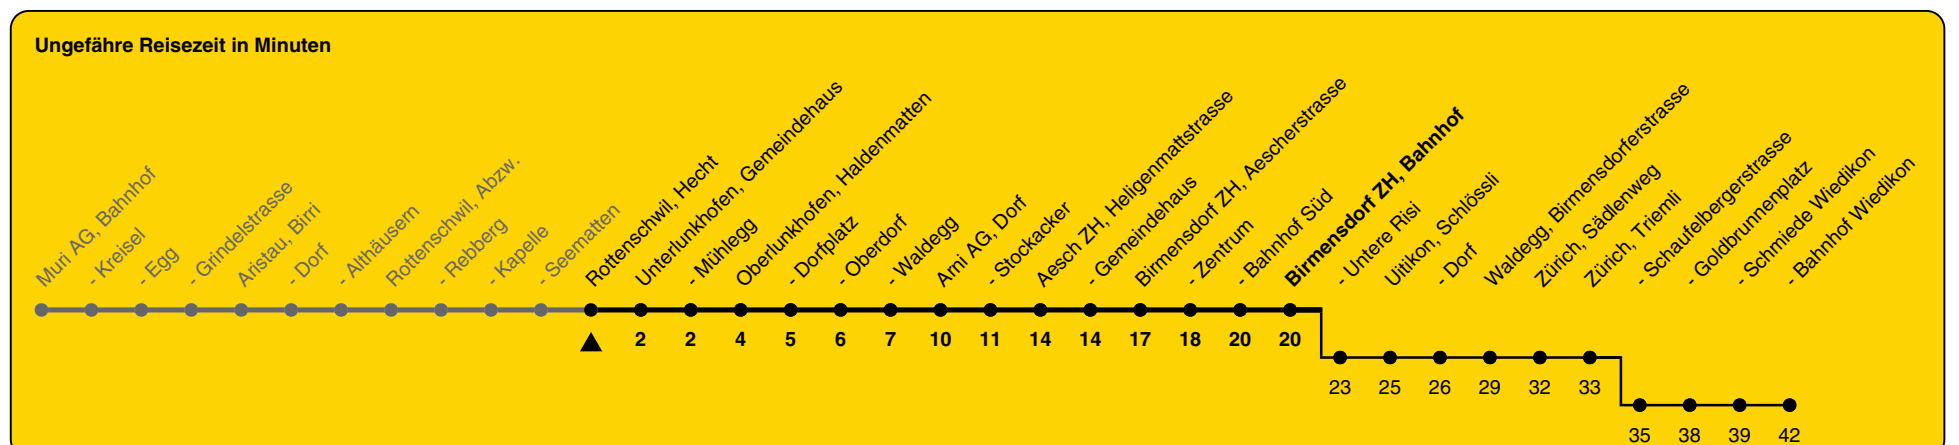 Ungefähre Reisezeit in Minuten
Muri AG, Bahnhof
- Kreisel
- Egg
- Grindelstrasse
Aristau, Birri
- Dorf
- Althäusern
Rottenschwil, Abzw.
- Rebberg
- Kapelle
- Seematten
Rottenschwil, Hecht
Unterlunkhofen, Gemeindehaus
- Mühlegg
Oberlunkhofen, Haldenmatten
- Dorfplatz
- Oberdorf
- Waldegg
Arni AG, Dorf
- Stockacker
Aesch ZH, Heligenmattstrasse
- Gemeindehaus
Birmensdorf ZH, Aescherstrasse
- Zentrum
- Bahnhof Süd
Birmensdorf ZH, Bahnhof
- Untere Risi
Uitikon, Schlössli
- Dorf
Waldegg, Birmensdorferstrasse
Zürich, Sädlenweg
Zürich, Triemli
- Schaufelbergerstrasse
- Goldbrunnenplatz
- Schmiede Wiedikon
- Bahnhof Wiedikon
2 2 4 5 6 7 10 11 14 14 17 18 20 20
23 25 26 29 32 33
35 38 39 42